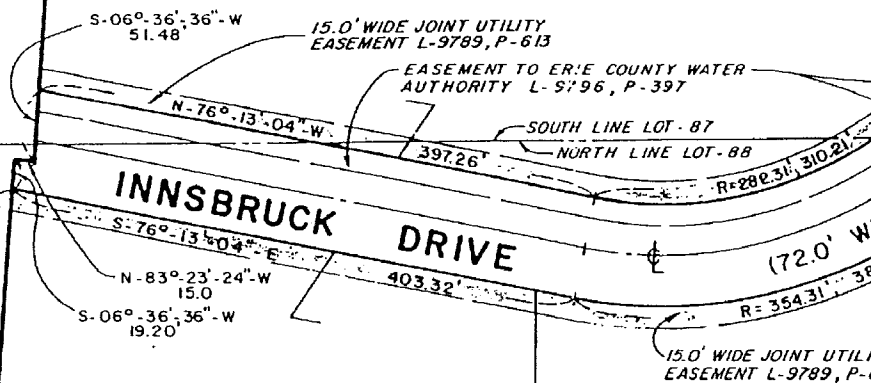 S-06°-36'-36"-W
51.48'
15.0' WIDE JOINT UTILITY
EASEMENT L-9789, P-613
EASEMENT TO ERIE COUNTY WATER
AUTHORITY L- 96, P-397
N-76°-13'-04"-W
397.26'
SOUTH LINE LOT-87
NORTH LINE LOT-88
R=282.31', 310.21'
INNSBRUCK DRIVE
S-76°-13'-04"-E
403.32'
(72.0' W
N-83°-23'-24"-W
15.0
S-06°-36'-36"-W
19.20'
R=354.31', 38
15.0' WIDE JOINT UTILI
EASEMENT L-9789, P-